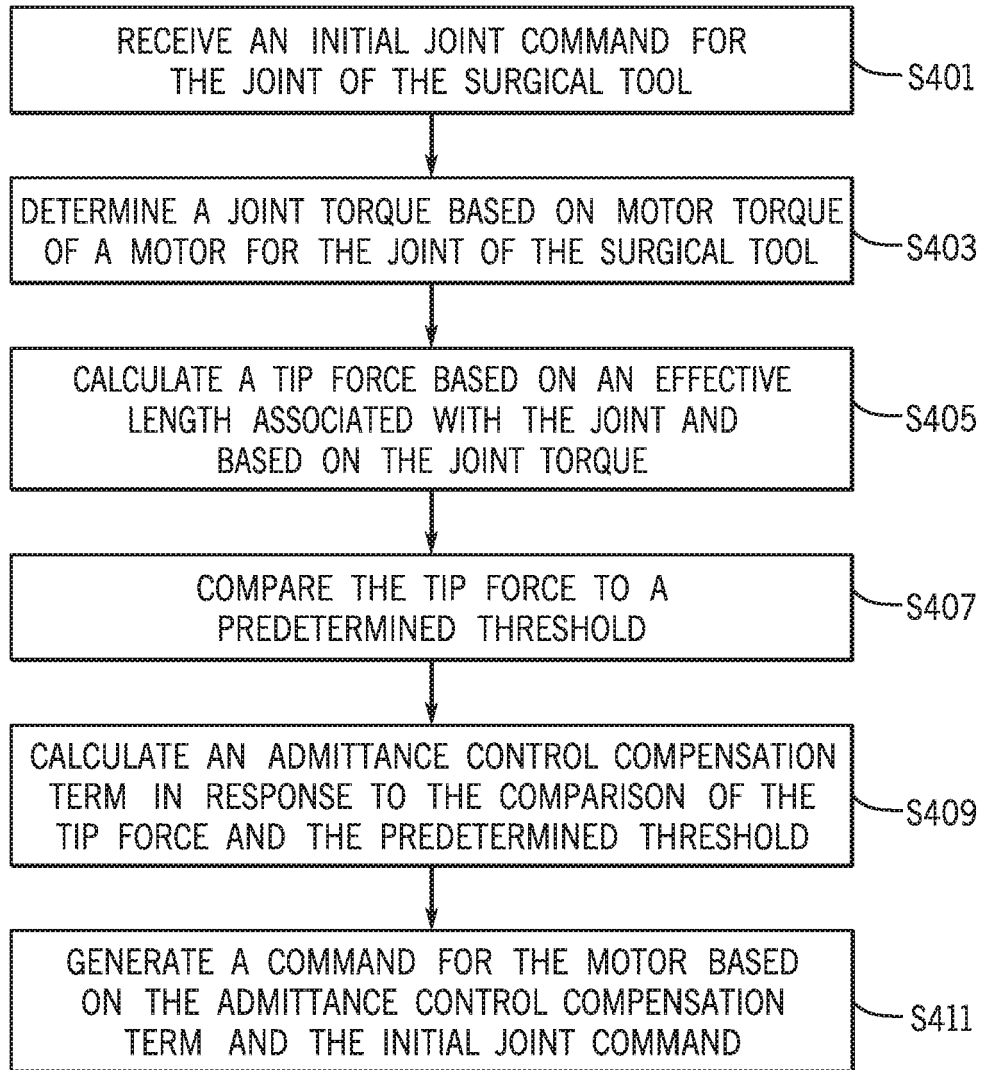 RECEIVE AN INITIAL JOINT COMMAND FOR
THE JOINT OF THE SURGICAL TOOL
S401
DETERMINE A JOINT TORQUE BASED ON MOTOR TORQUE
OF A MOTOR FOR THE JOINT OF THE SURGICAL TOOL
S403
CALCULATE A TIP FORCE BASED ON AN EFFECTIVE
LENGTH ASSOCIATED WITH THE JOINT AND
BASED ON THE JOINT TORQUE
S405
COMPARE THE TIP FORCE TO A
PREDETERMINED THRESHOLD
S407
CALCULATE AN ADMITTANCE CONTROL COMPENSATION
TERM IN RESPONSE TO THE COMPARISON OF THE
TIP FORCE AND THE PREDETERMINED THRESHOLD
S409
GENERATE A COMMAND FOR THE MOTOR BASED
ON THE ADMITTANCE CONTROL COMPENSATION
TERM AND THE INITIAL JOINT COMMAND
S411